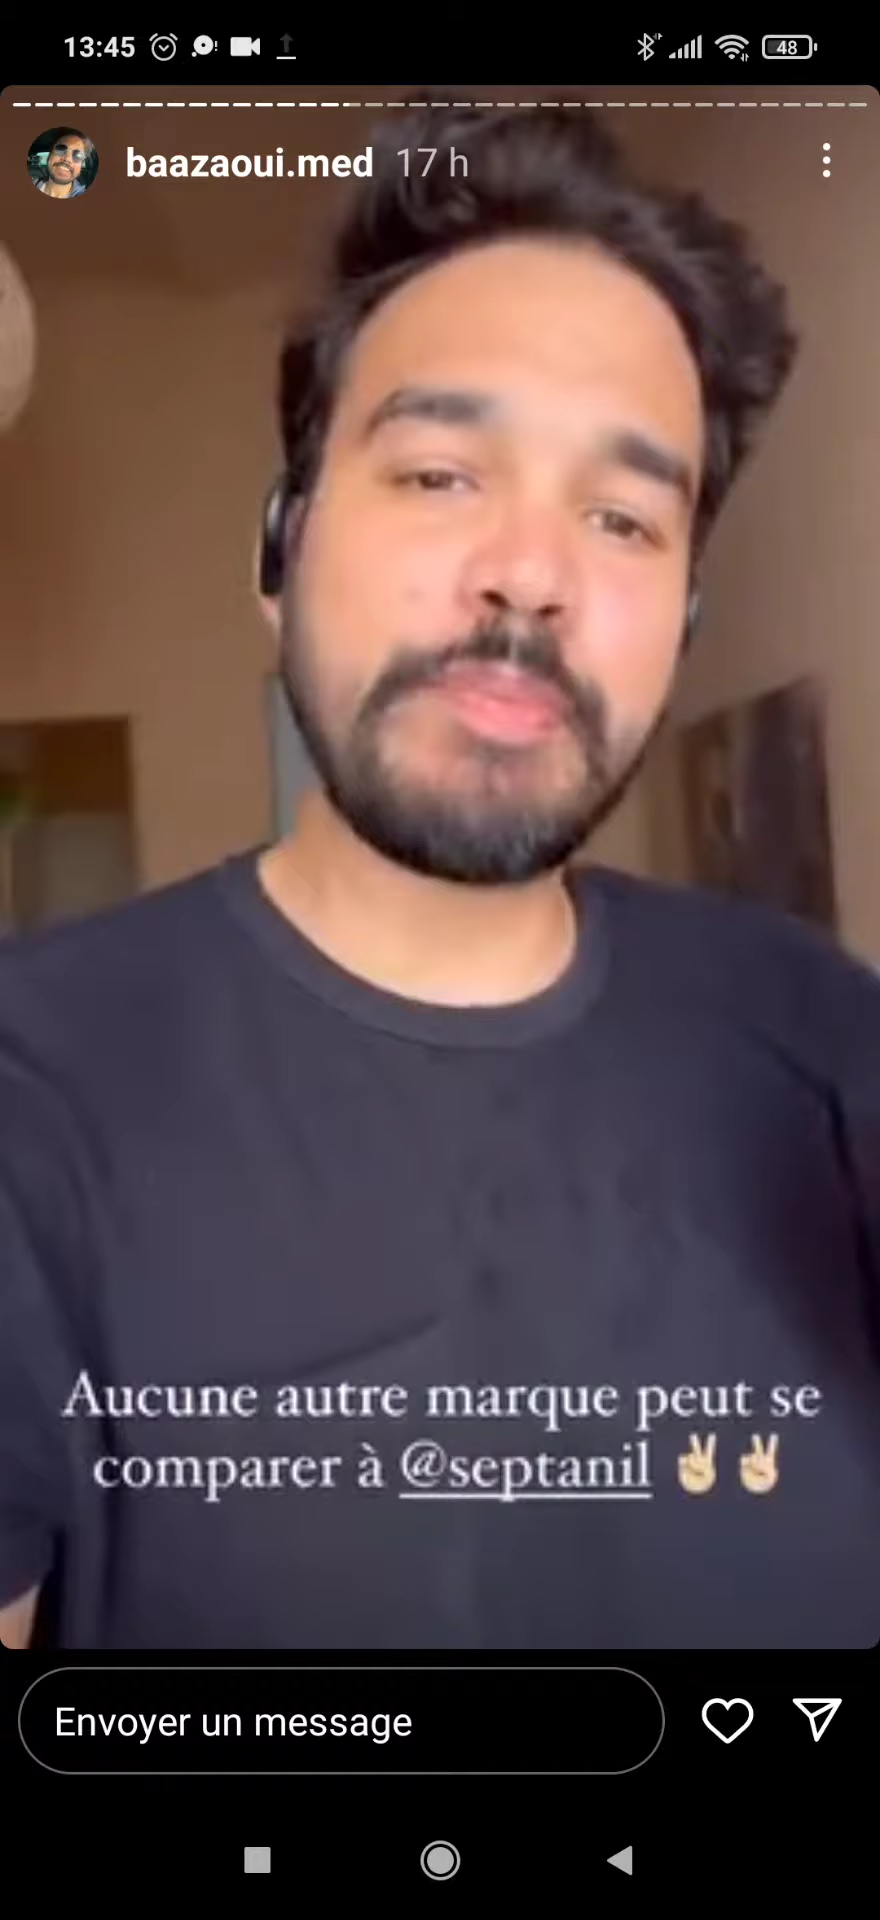 13:45
48
baazaoui.med 17 h
Aucune autre marque peut se
comparer à @septanil ✌🏼✌🏼
Envoyer un message